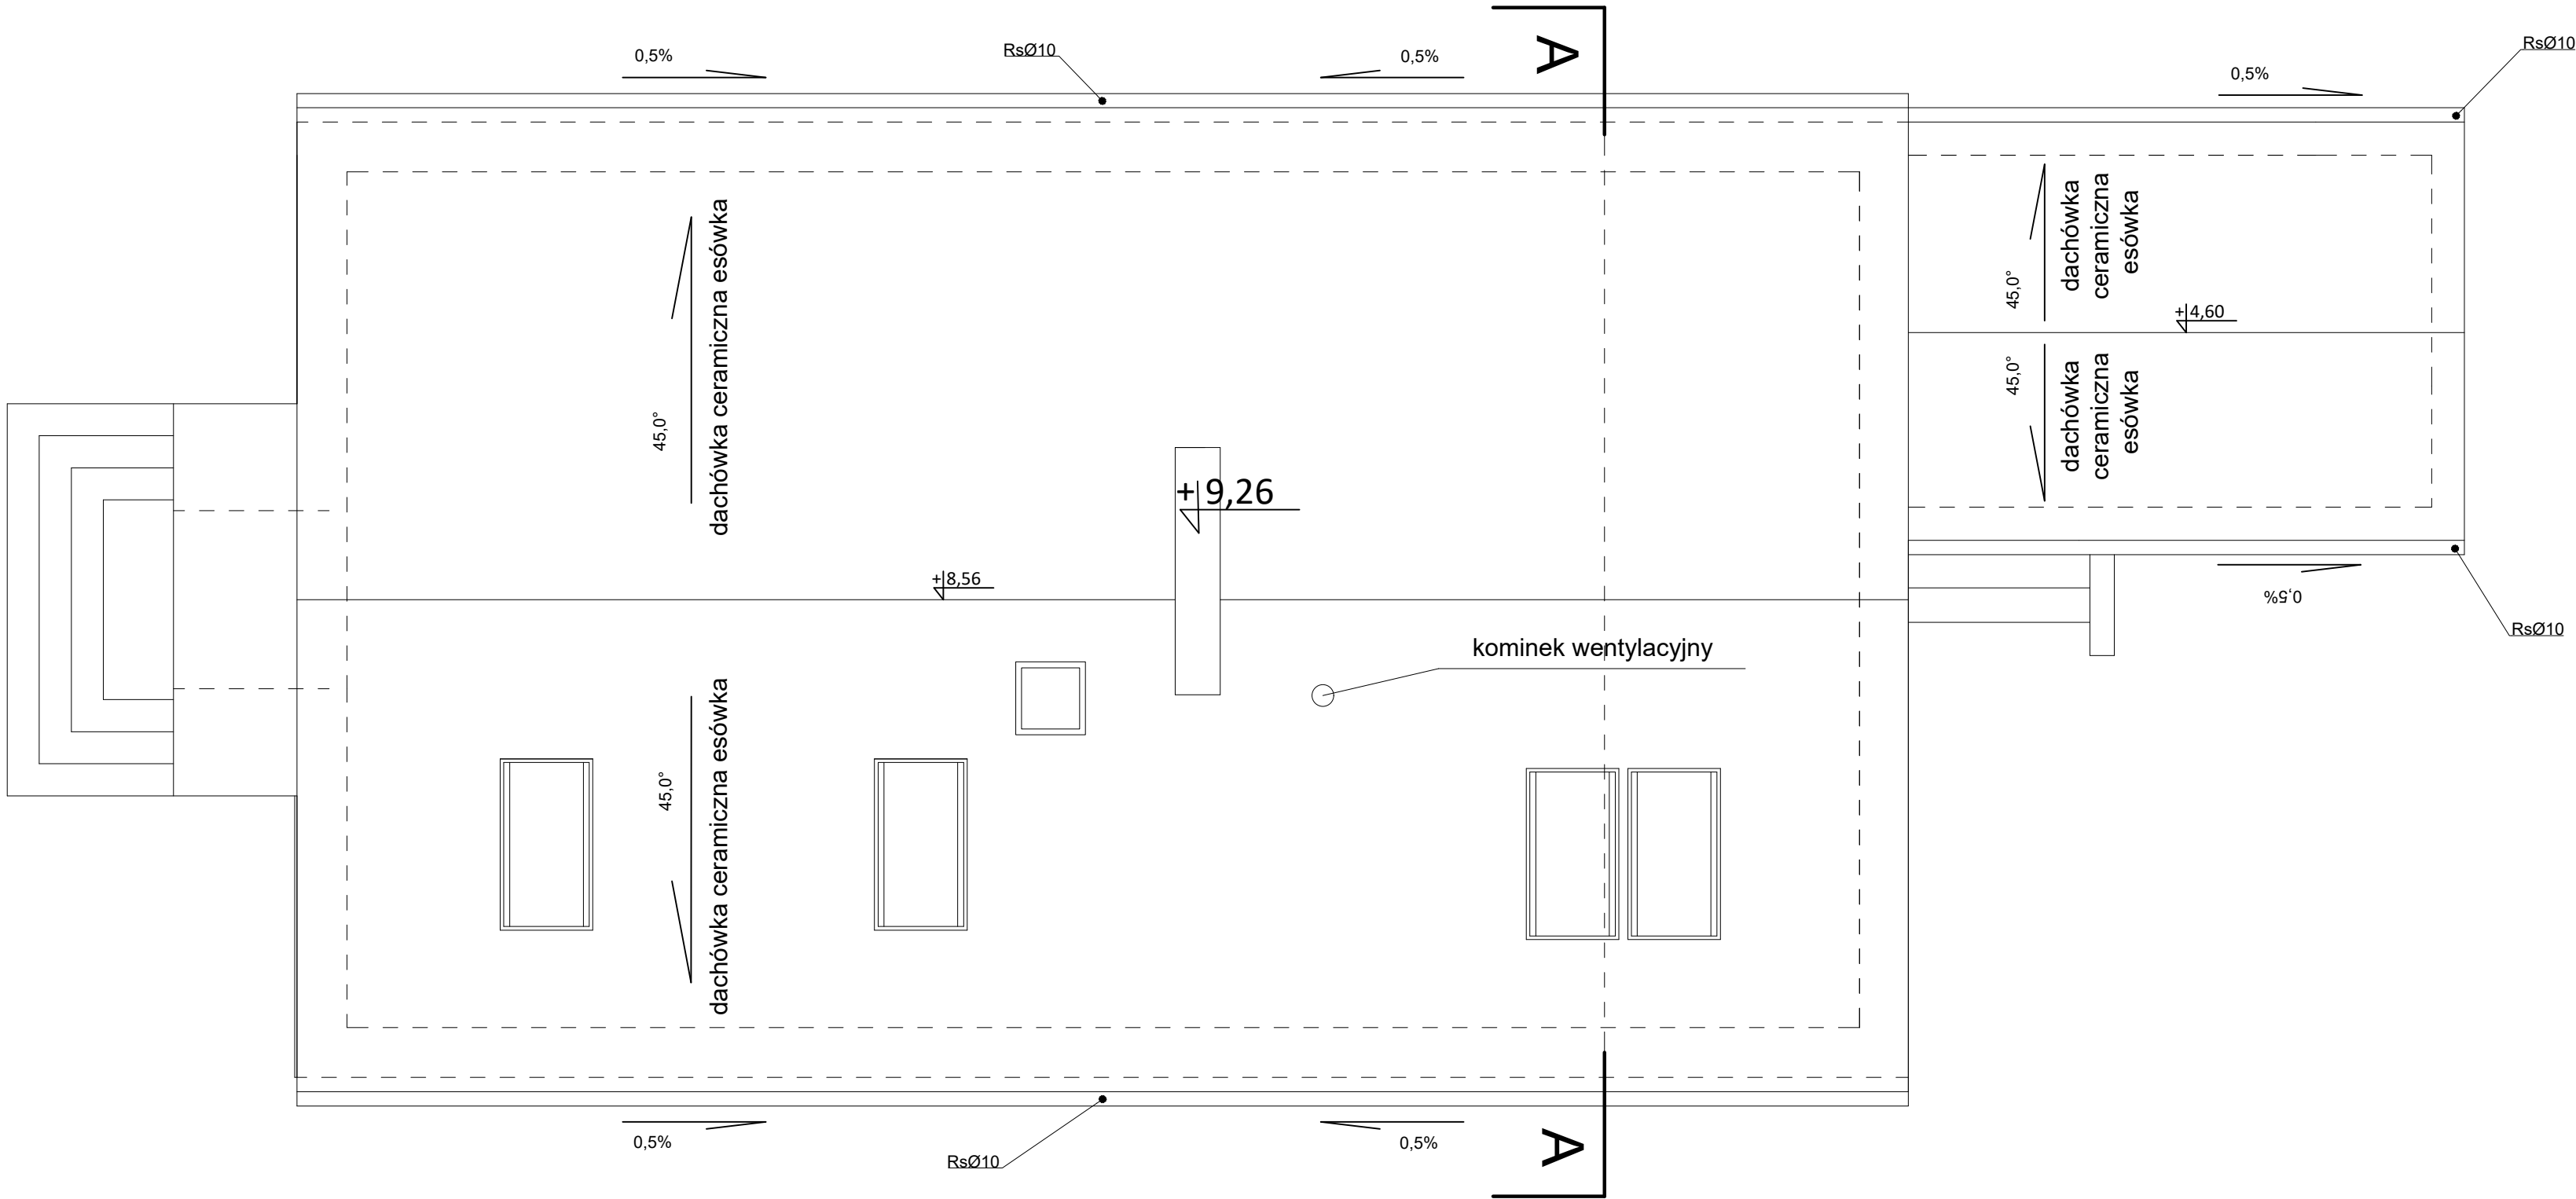 A
RsØ10
RsØ10
0,5%
0,5%
0,5%
dachówka
ceramiczna
esówka
45,0°
dachówka ceramiczna esówka
45,0°
+4,60
dachówka
ceramiczna
esówka
45,0°
+9,26
+8,56
0,5%
RsØ10
kominek wentylacyjny
dachówka ceramiczna esówka
45,0°
0,5%
0,5%
RsØ10
A